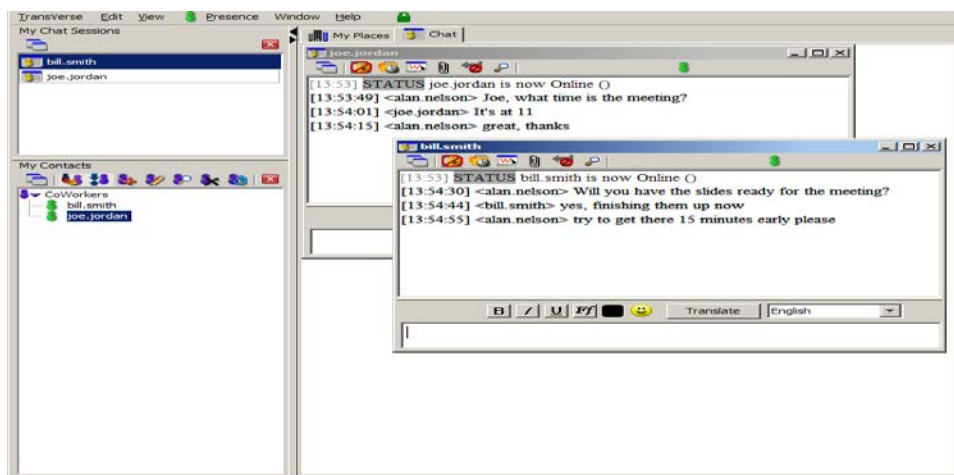 TransVerse Edit View Presence Window Help
My Chat Sessions
bill.smith
joe.jordan
My Contacts
CoWorkers
bill.smith
joe.jordan
My Places Chat
joe.jordan
[13:53] STATUS joe.jordan is now Online ()
[13:53:49] <alan.nelson> Joe, what time is the meeting?
[13:54:01] <joe.jordan> It's at 11
[13:54:15] <alan.nelson> great, thanks
bill.smith
[13:53] STATUS bill.smith is now Online ()
[13:54:30] <alan.nelson> Will you have the slides ready for the meeting?
[13:54:44] <bill.smith> yes, finishing them up now
[13:54:55] <alan.nelson> try to get there 15 minutes early please
B I U Ff Translate English